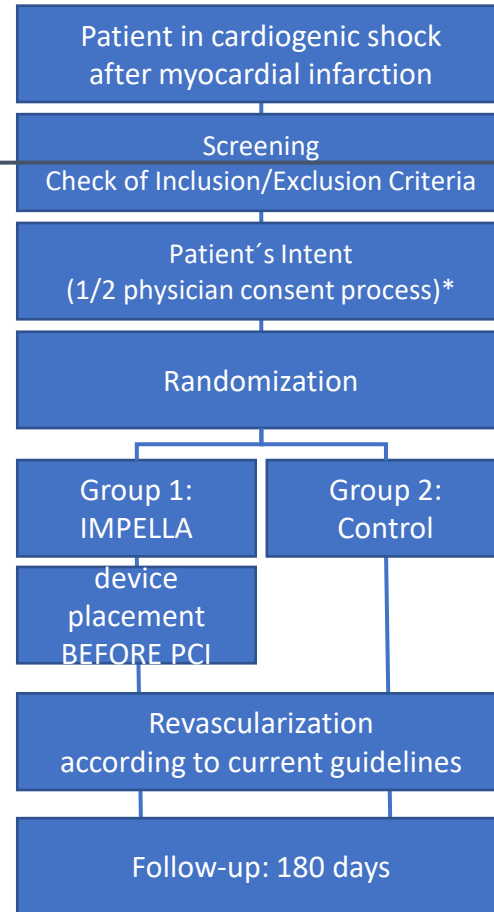 Patient in cardiogenic shock
after myocardial infarction
Screening
Check of Inclusion/Exclusion Criteria
Patient´s Intent
(1/2 physician consent process)*
Randomization
Group 1:
IMPELLA
Group 2:
Control
device
placement
BEFORE PCI
Revascularization
according to current guidelines
Follow-up: 180 days